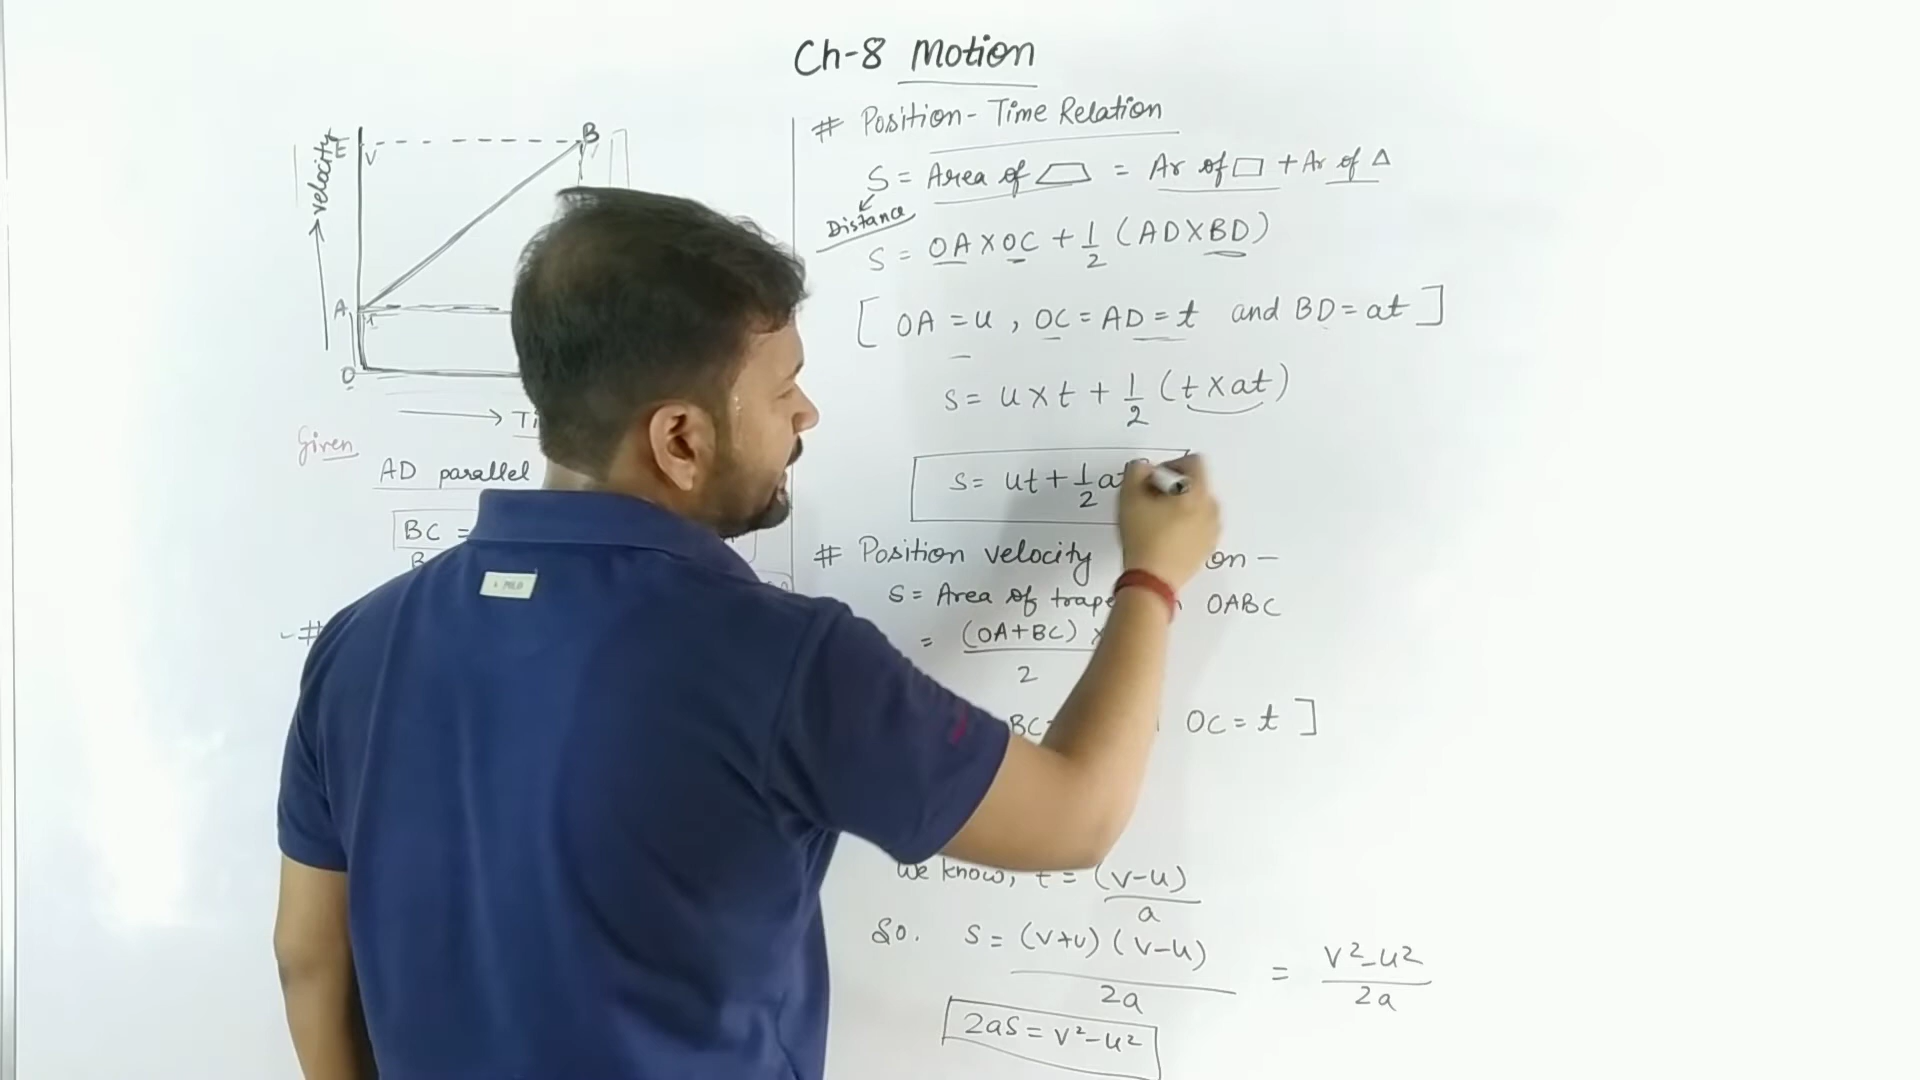 Ch-8 Motion
E
V
B
velocity
A
O
Given
AD parallel
BC =
#
# Position-Time Relation
S = Area of = Ar of + Ar of Δ
Distance
S = OA X OC + 1/2 (AD X BD)
[ OA = u, OC = AD = t and BD = at ]
S = u x t + 1/2 (t x at)
S = ut + 1/2 a
# Position velocity
S = Area of OABC
= (OA+BC) / 2
BC OC = t ]
We know, t = (v-u) / a
So. S = (v+u) (v-u) / 2a = v²-u² / 2a
2as = v²-u²